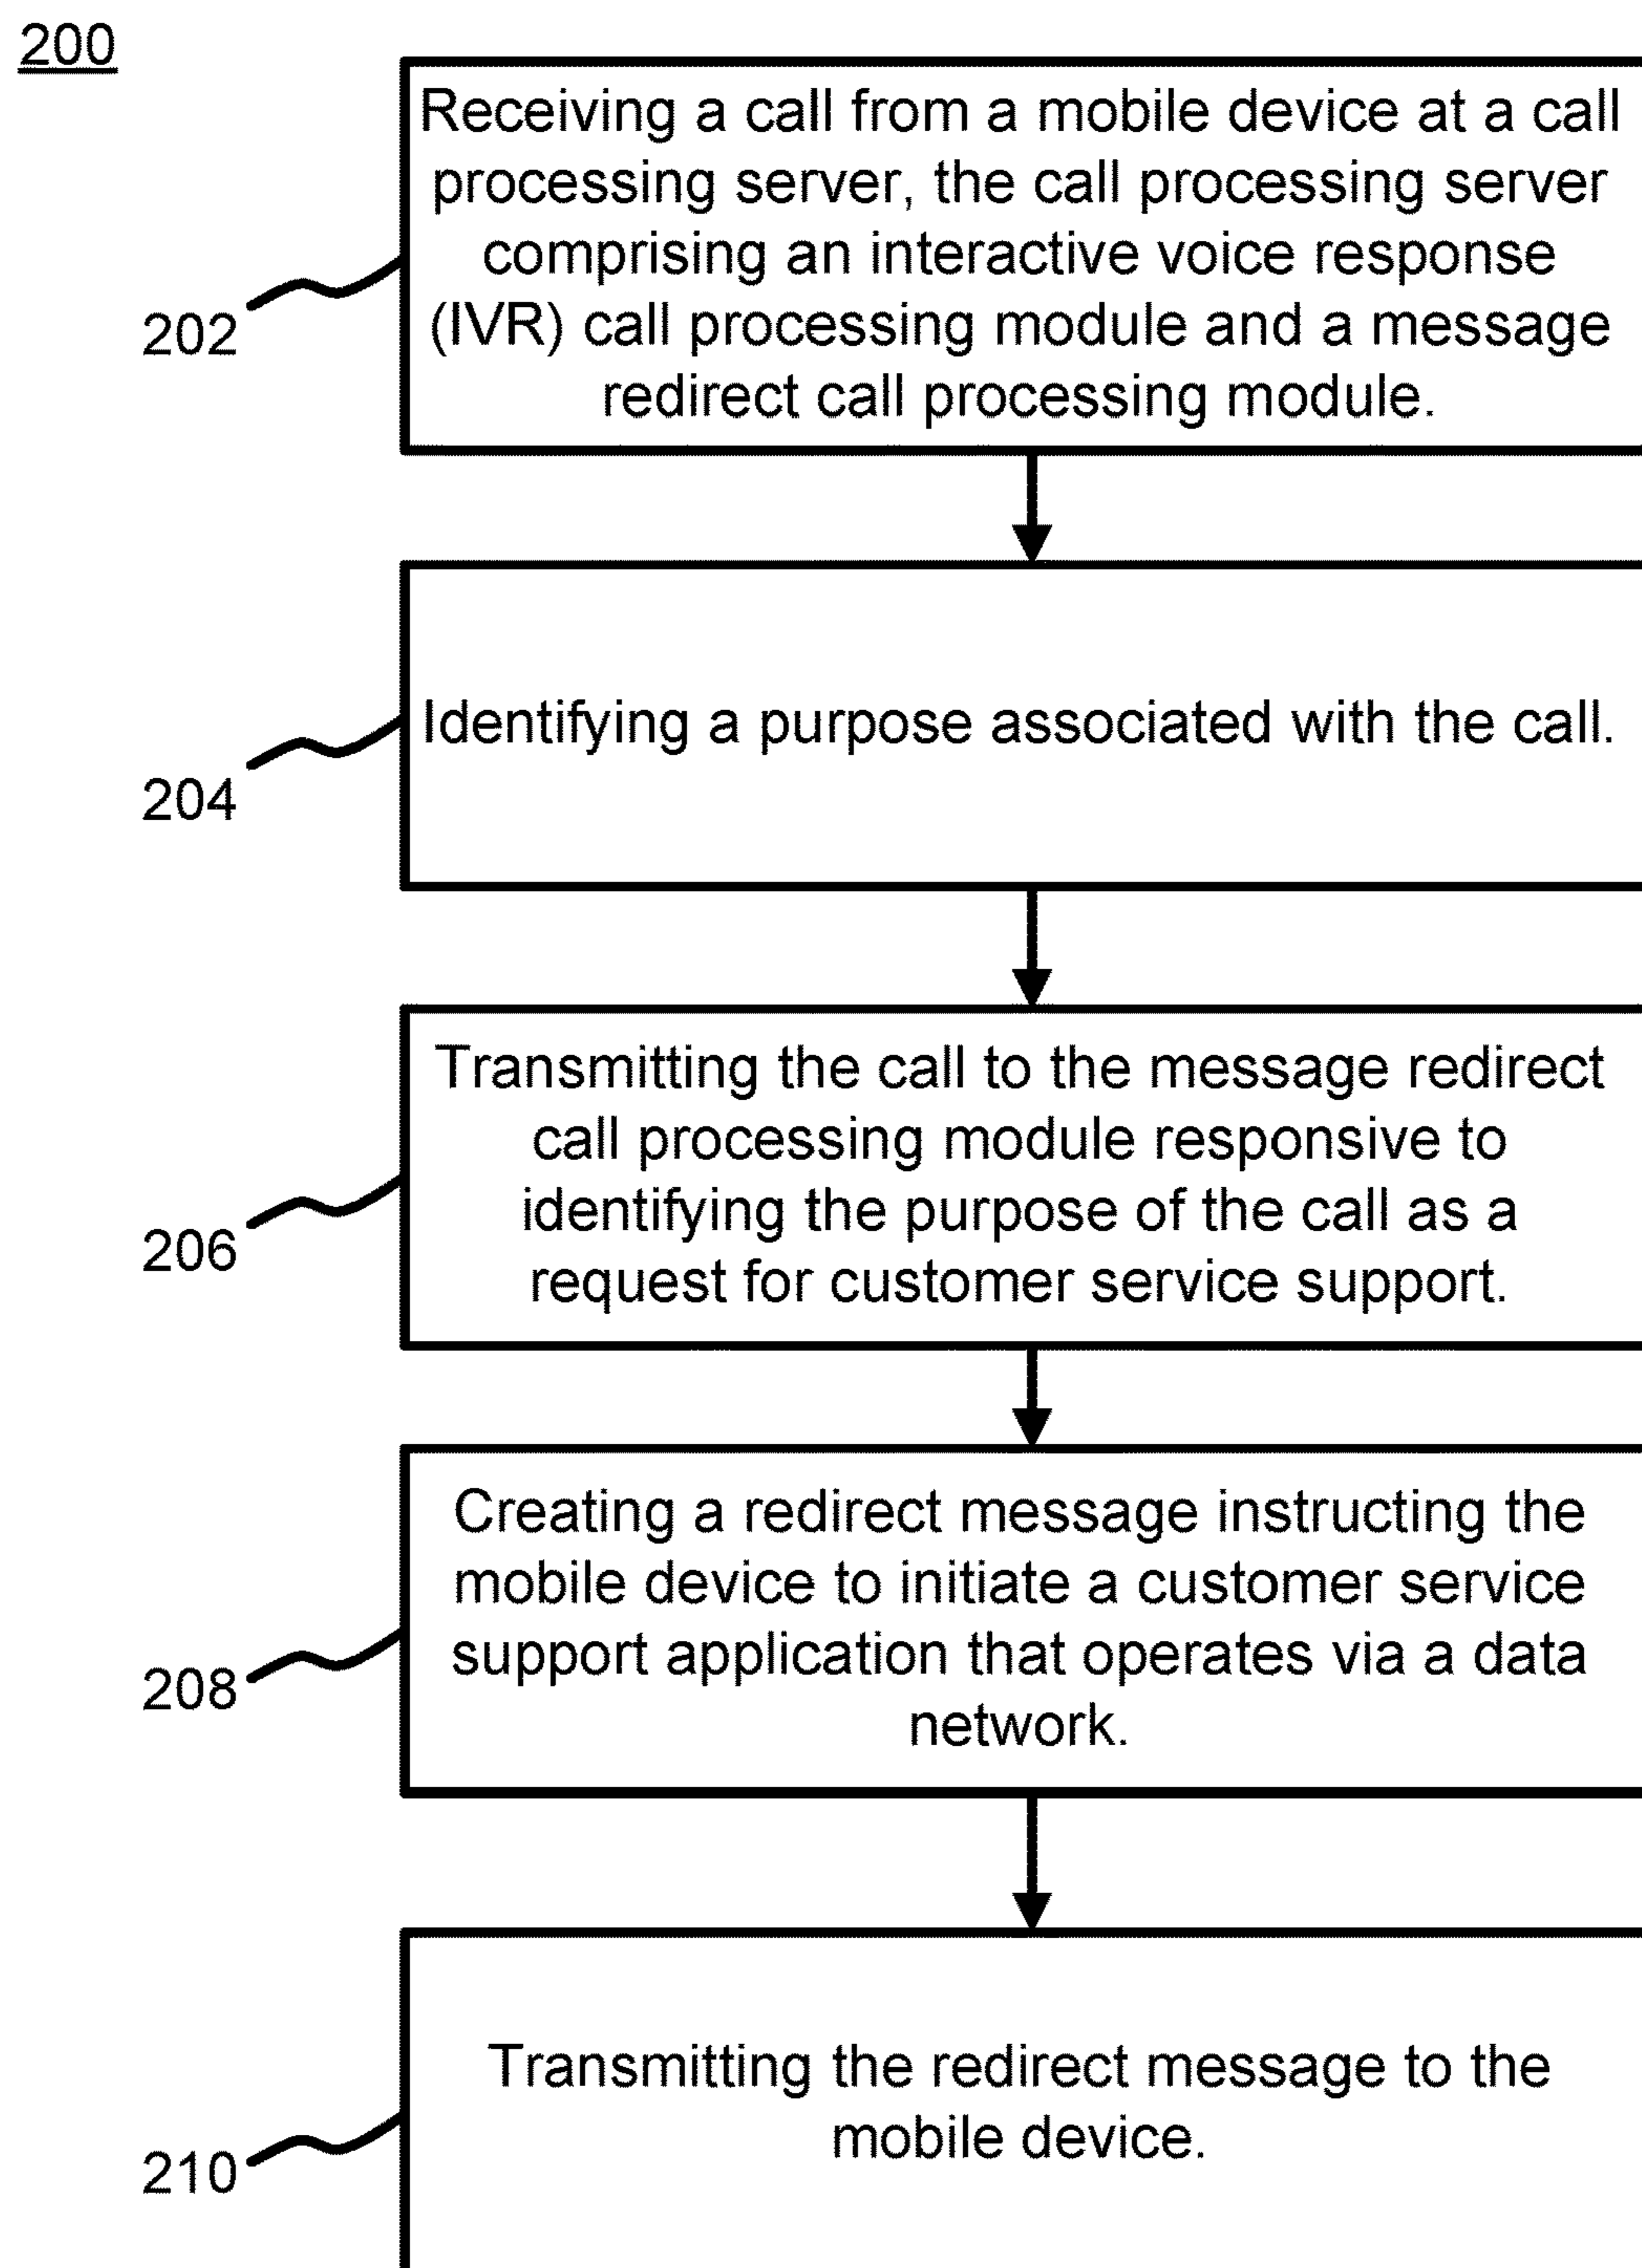 200
Receiving a call from a mobile device at a call
processing server, the call processing server
comprising an interactive voice response
(IVR) call processing module and a message
redirect call processing module.
202
Identifying a purpose associated with the call.
204
Transmitting the call to the message redirect
call processing module responsive to
identifying the purpose of the call as a
request for customer service support.
206
Creating a redirect message instructing the
mobile device to initiate a customer service
support application that operates via a data
network.
208
Transmitting the redirect message to the
mobile device.
210